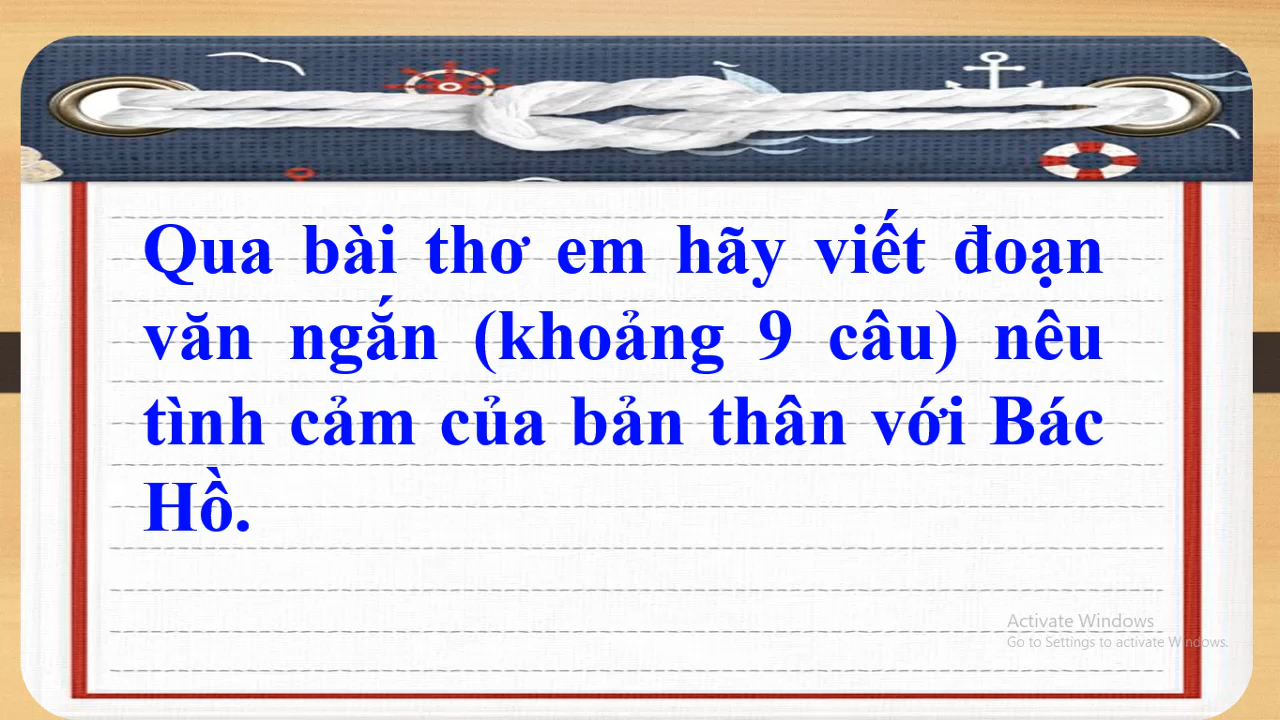 Qua bài thơ em hãy viết đoạn
văn ngắn (khoảng 9 câu) nêu
tình cảm của bản thân với Bác
Hồ.
Activate Windows
Go to Settings to activate Windows.